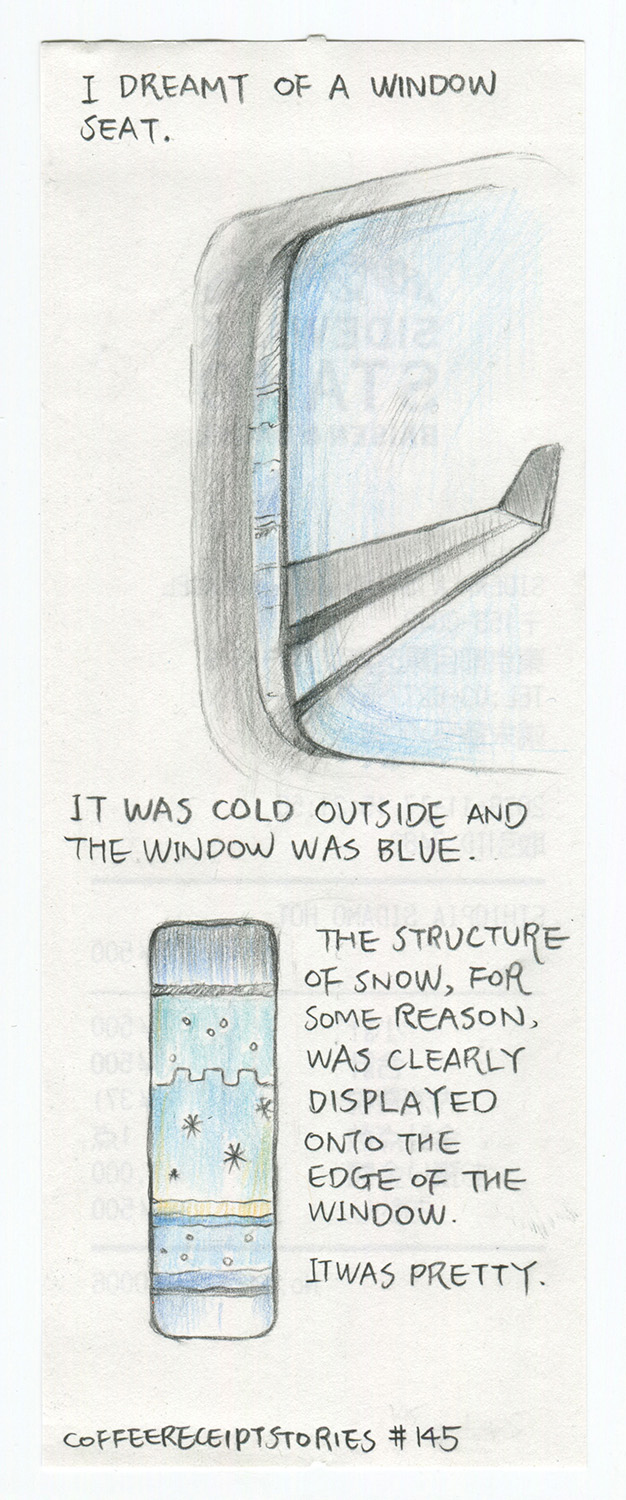 I DREAMT OF A WINDOW
SEAT.
IT WAS COLD OUTSIDE AND
THE WINDOW WAS BLUE.
THE STRUCTURE
OF SNOW, FOR
SOME REASON,
WAS CLEARLY
DISPLAYED
ONTO THE
EDGE OF THE
WINDOW.
IT WAS PRETTY.
COFFEERECEIPTSTORIES #145